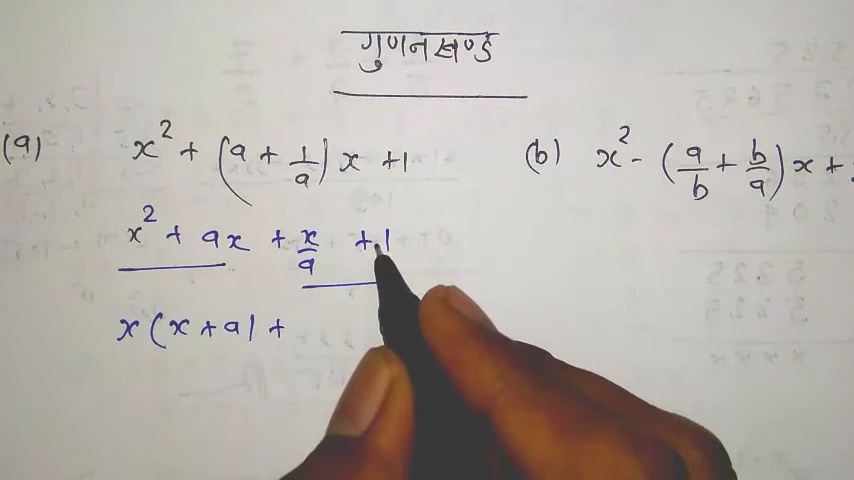 गुणनखण्ड
(a) x² + (a + 1/a) x + 1
(b) x² - (a/b + b/a) x +
x² + ax + x/a + 1
x(x+a) +